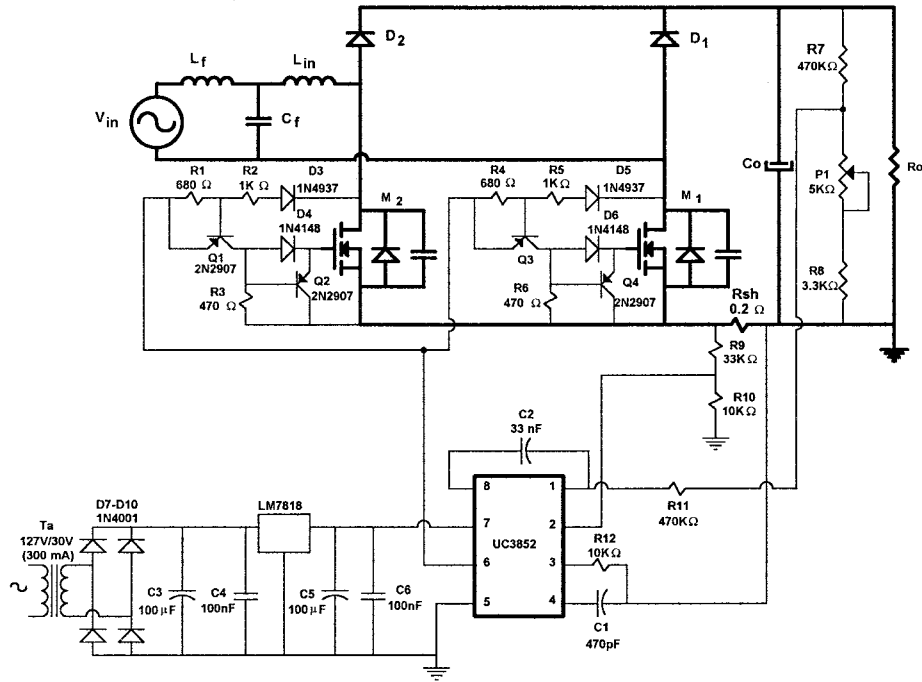 D2
D1
Lf
Lin
Vin
Cf
R7
470KΩ
Co
P1
5KΩ
Ro
R1
680 Ω
R2
1K Ω
D3
1N4937
D4
1N4148
M2
R4
680 Ω
R5
1K Ω
D5
1N4937
D6
1N4148
M1
Q1
2N2907
Q2
2N2907
R3
470 Ω
Q3
Q4
2N2907
R6
470 Ω
Rsh
0.2 Ω
R8
3.3KΩ
R9
33KΩ
R10
10KΩ
C2
33 nF
8
1
7
2
UC3852
6
3
5
4
R11
470KΩ
R12
10KΩ
C1
470pF
Ta
127V/30V
(300 mA)
D7-D10
1N4001
LM7818
C3
100µF
C4
100nF
C5
100µF
C6
100nF